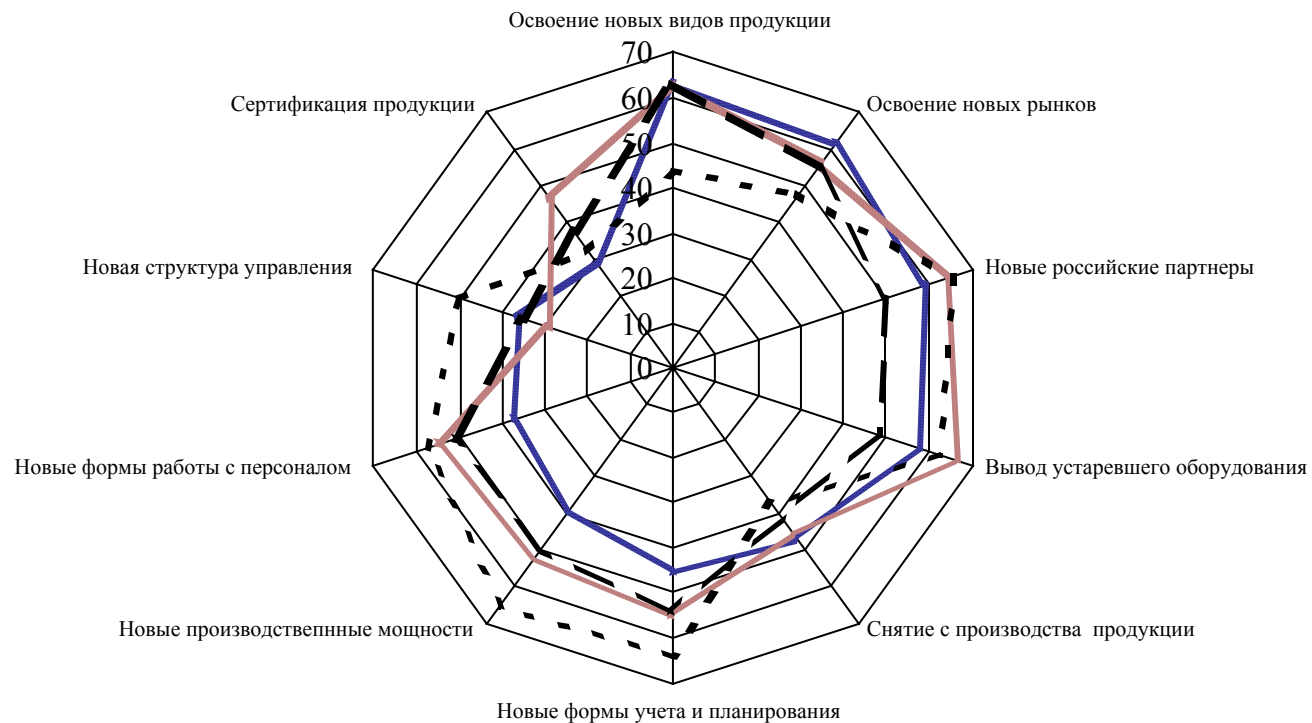 Освоение новых видов продукции
70
Сертификация продукции
60
Освоение новых рынков
50
40
30
Новая структура управления
Новые российские партнеры
20
10
0
Новые формы работы с персоналом
Вывод устаревшего оборудования
Новые производствепнные мощности
Снятие с производства продукции
Новые формы учета и планирования